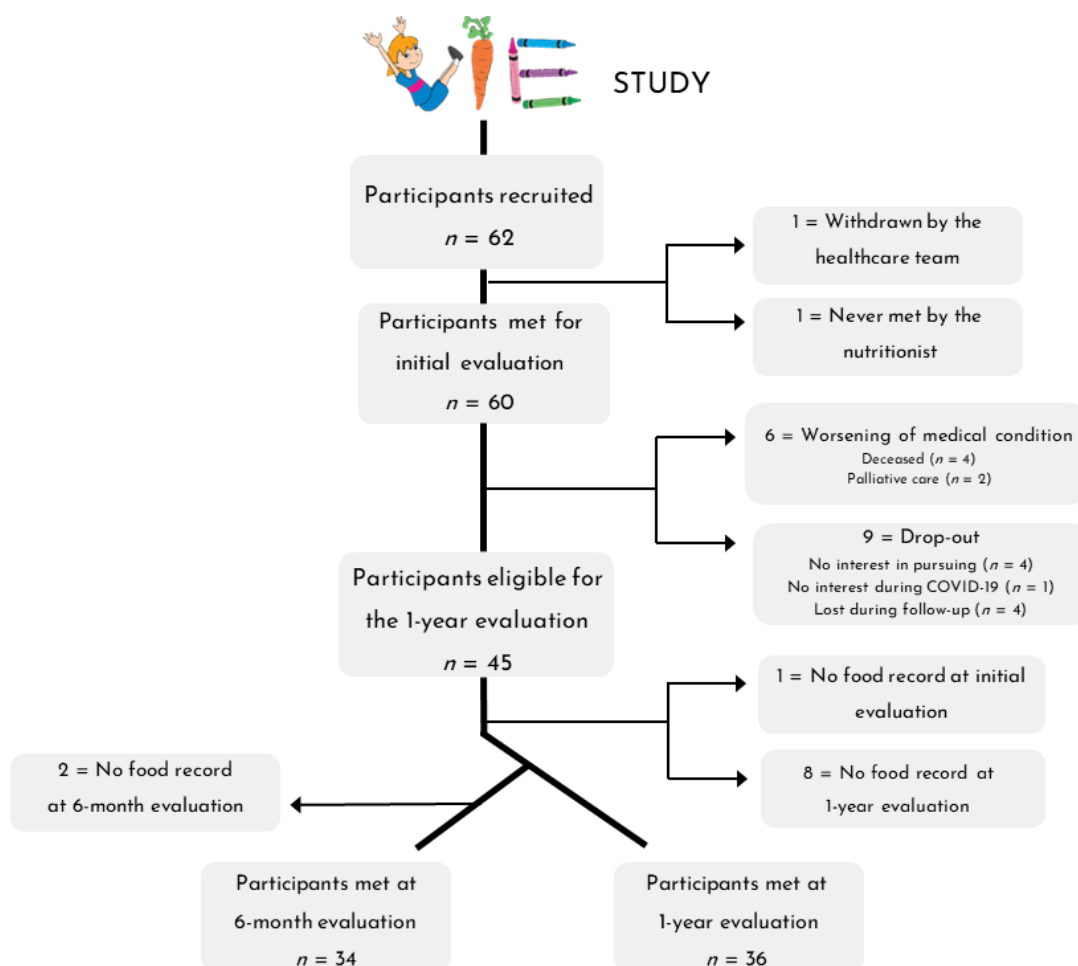 VIE STUDY
Participants recruited
n = 62
1 = Withdrawn by the
healthcare team
1 = Never met by the
nutritionist
Participants met for
initial evaluation
n = 60
6 = Worsening of medical condition
Deceased (n = 4)
Palliative care (n = 2)
9 = Drop-out
No interest in pursuing (n = 4)
No interest during COVID-19 (n = 1)
Lost during follow-up (n = 4)
Participants eligible for
the 1-year evaluation
n = 45
1 = No food record at initial
evaluation
8 = No food record at
1-year evaluation
2 = No food record
at 6-month evaluation
Participants met at
6-month evaluation
n = 34
Participants met at
1-year evaluation
n = 36